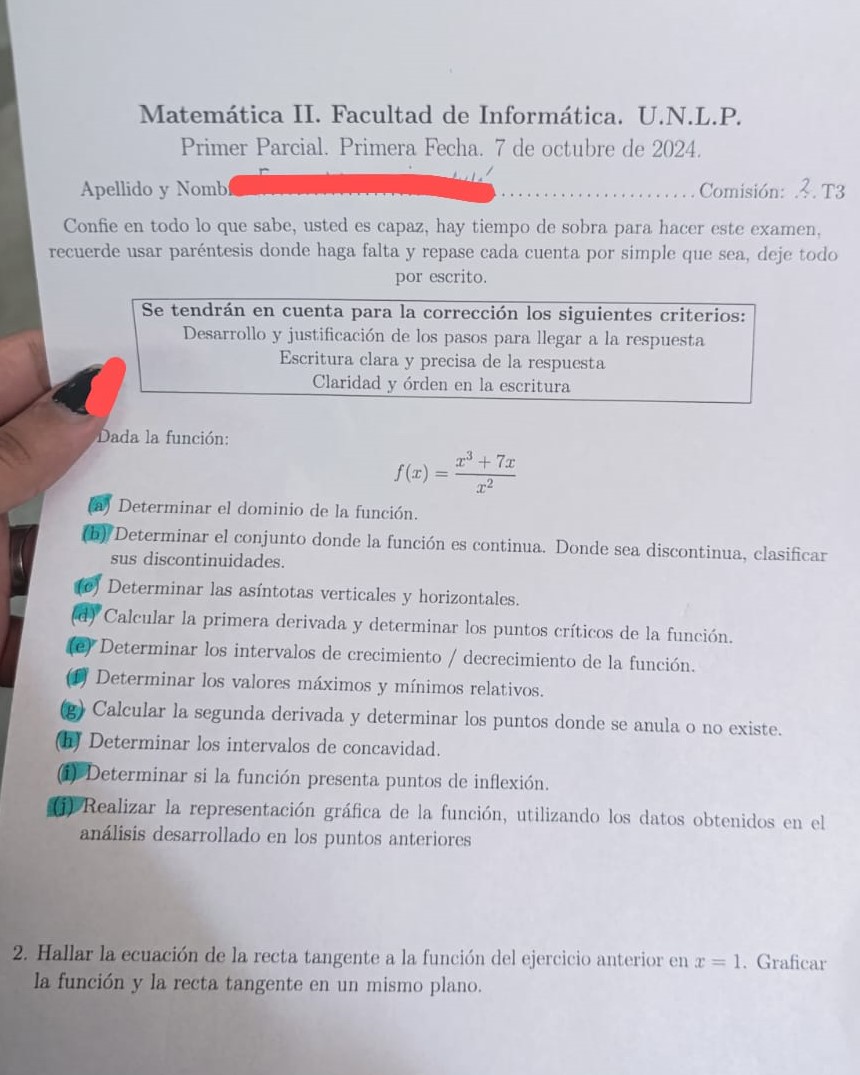 Matemática II. Facultad de Informática. U.N.L.P.
Primer Parcial. Primera Fecha. 7 de octubre de 2024.
Apellido y Nomb ........................ Comisión: .2. T3
Confie en todo lo que sabe, usted es capaz, hay tiempo de sobra para hacer este examen,
recuerde usar paréntesis donde haga falta y repase cada cuenta por simple que sea, deje todo
por escrito.
Se tendrán en cuenta para la corrección los siguientes criterios:
Desarrollo y justificación de los pasos para llegar a la respuesta
Escritura clara y precisa de la respuesta
Claridad y órden en la escritura
Dada la función:
f(x) = (x³ + 7x) / x²
(a) Determinar el dominio de la función.
(b) Determinar el conjunto donde la función es continua. Donde sea discontinua, clasificar
sus discontinuidades.
(c) Determinar las asíntotas verticales y horizontales.
(d) Calcular la primera derivada y determinar los puntos críticos de la función.
(e) Determinar los intervalos de crecimiento / decrecimiento de la función.
(f) Determinar los valores máximos y mínimos relativos.
(g) Calcular la segunda derivada y determinar los puntos donde se anula o no existe.
(h) Determinar los intervalos de concavidad.
(i) Determinar si la función presenta puntos de inflexión.
(j) Realizar la representación gráfica de la función, utilizando los datos obtenidos en el
análisis desarrollado en los puntos anteriores
2. Hallar la ecuación de la recta tangente a la función del ejercicio anterior en x = 1. Graficar
la función y la recta tangente en un mismo plano.